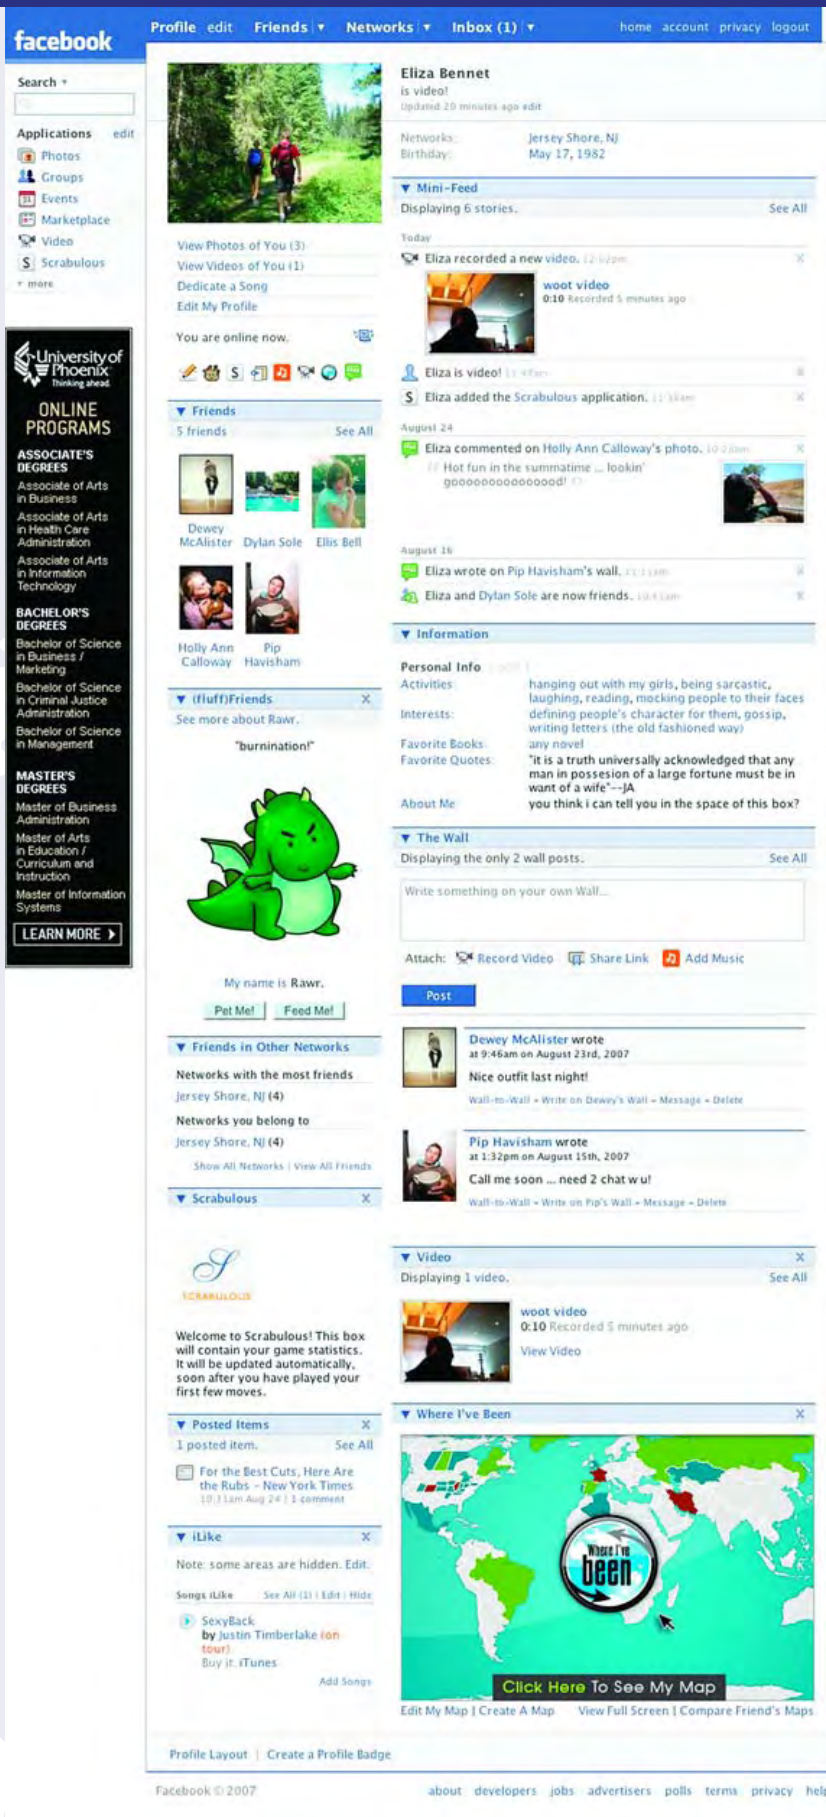 Profile edit Friends ▼ Networks ▼ Inbox (1) ▼ home account privacy logout
facebook
Search ▼
Applications edit
Photos
Groups
Events
Marketplace
Video
Scrabulous
▼ more
University of
Phoenix
Thinking ahead.
ONLINE
PROGRAMS
ASSOCIATE'S
DEGREES
Associate of Arts
in Business
Associate of Arts
in Health Care
Administration
Associate of Arts
in Information
Technology
BACHELOR'S
DEGREES
Bachelor of Science
in Business /
Marketing
Bachelor of Science
in Criminal Justice
Administration
Bachelor of Science
in Management
MASTER'S
DEGREES
Master of Business
Administration
Master of Arts
in Education /
Curriculum and
Instruction
Master of Information
Systems
LEARN MORE
View Photos of You (3)
View Videos of You (1)
Dedicate a Song
Edit My Profile
You are online now.
▼ Friends
5 friends See All
Dewey
McAlister Dylan Sole Ellis Bell
Holly Ann Pip
Calloway Havisham
▼ (fluff)Friends X
See more about Rawr.
"burnination!"
My name is Rawr.
Pet Me! Feed Me!
▼ Friends in Other Networks
Networks with the most friends
Jersey Shore, NJ (4)
Networks you belong to
Jersey Shore, NJ (4)
Show All Networks | View All Friends
▼ Scrabulous X
S
SCRABULOUS
Welcome to Scrabulous! This box
will contain your game statistics.
It will be updated automatically,
soon after you have played your
first few moves.
▼ Posted Items X
1 posted item. See All
For the Best Cuts, Here Are
the Rubs - New York Times
10:31am Aug 24 | 1 comment
▼ iLike X
Note: some areas are hidden. Edit.
Songs iLike See All (1) | Edit | Hide
SexyBack
by Justin Timberlake (on
tour)
Buy it: iTunes
Add Songs
Eliza Bennet
is video!
Updated 20 minutes ago edit
Networks: Jersey Shore, NJ
Birthday: May 17, 1982
▼ Mini-Feed
Displaying 6 stories. See All
Today
Eliza recorded a new video. 12:02pm X
woot video
0:10 Recorded 5 minutes ago
Eliza is video! X
S Eliza added the Scrabulous application. X
August 24
Eliza commented on Holly Ann Calloway's photo. X
Hot fun in the summatime ... lookin'
gooooooooooooooood!
August 16
Eliza wrote on Pip Havisham's wall. X
Eliza and Dylan Sole are now friends. X
▼ Information
Personal Info
Activities: hanging out with my girls, being sarcastic,
laughing, reading, mocking people to their faces
Interests: defining people's character for them, gossip,
writing letters (the old fashioned way)
Favorite Books: any novel
Favorite Quotes: "it is a truth universally acknowledged that any
man in possesion of a large fortune must be in
want of a wife"--JA
About Me you think i can tell you in the space of this box?
▼ The Wall
Displaying the only 2 wall posts. See All
Write something on your own Wall...
Attach: Record Video Share Link Add Music
Post
Dewey McAlister wrote
at 9:46am on August 23rd, 2007
Nice outfit last night!
Wall-to-Wall - Write on Dewey's Wall - Message - Delete
Pip Havisham wrote
at 1:32pm on August 15th, 2007
Call me soon ... need 2 chat w u!
Wall-to-Wall - Write on Pip's Wall - Message - Delete
▼ Video X
Displaying 1 video. See All
woot video
0:10 Recorded 5 minutes ago
View Video
▼ Where I've Been X
Where I've
been
Click Here To See My Map
Edit My Map | Create A Map View Full Screen | Compare Friend's Maps
Profile Layout | Create a Profile Badge
Facebook © 2007 about developers jobs advertisers polls terms privacy help